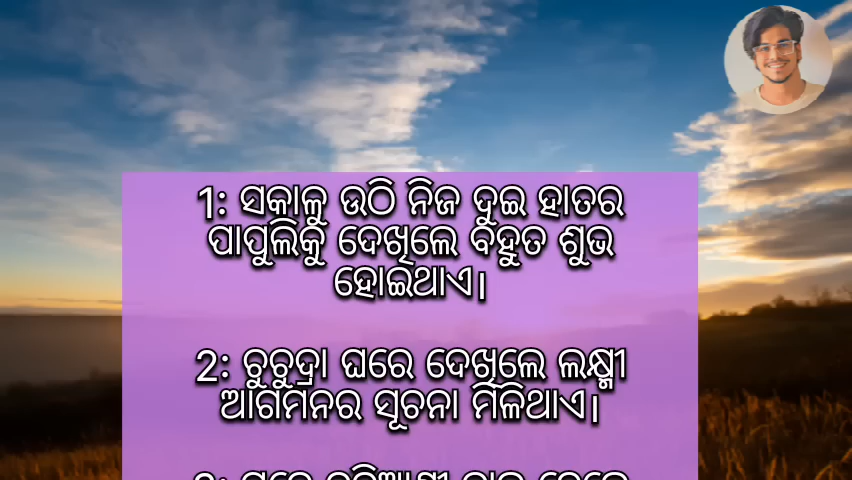 1: ସକାଳୁ ଉଠି ନିଜ ଦୁଇ ହାତର
ପାପୁଲିକୁ ଦେଖିଲେ ବହୁତ ଶୁଭ
ହୋଇଥାଏ।
2: ଚୁଚୁନ୍ଦ୍ରା ଘରେ ଦେଖିଲେ ଲକ୍ଷ୍ମୀ
ଆଗମନର ସୂଚନା ମିଳିଥାଏ।